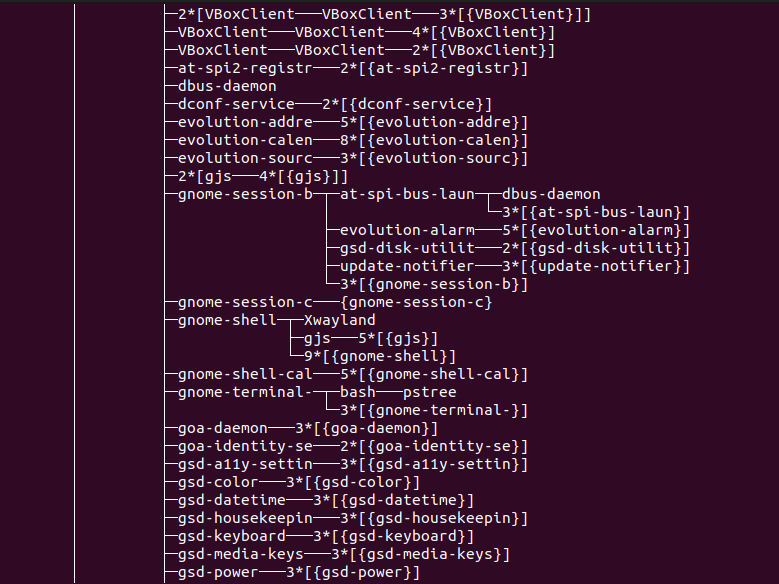 ├─2*[VBoxClient───VBoxClient───3*[{VBoxClient}]]
├─VBoxClient───VBoxClient───4*[{VBoxClient}]
├─VBoxClient───VBoxClient───2*[{VBoxClient}]
├─at-spi2-registr───2*[{at-spi2-registr}]
├─dbus-daemon
├─dconf-service───2*[{dconf-service}]
├─evolution-addre───5*[{evolution-addre}]
├─evolution-calen───8*[{evolution-calen}]
├─evolution-sourc───3*[{evolution-sourc}]
├─2*[gjs───4*[{gjs}]]
├─gnome-session-b─┬─at-spi-bus-laun─┬─dbus-daemon
│                 │                 └─3*[{at-spi-bus-laun}]
│                 ├─evolution-alarm───5*[{evolution-alarm}]
│                 ├─gsd-disk-utilit───2*[{gsd-disk-utilit}]
│                 ├─update-notifier───3*[{update-notifier}]
│                 └─3*[{gnome-session-b}]
├─gnome-session-c───{gnome-session-c}
├─gnome-shell─┬─Xwayland
│             ├─gjs───5*[{gjs}]
│             └─9*[{gnome-shell}]
├─gnome-shell-cal───5*[{gnome-shell-cal}]
├─gnome-terminal-─┬─bash───pstree
│                 └─3*[{gnome-terminal-}]
├─goa-daemon───3*[{goa-daemon}]
├─goa-identity-se───2*[{goa-identity-se}]
├─gsd-a11y-settin───3*[{gsd-a11y-settin}]
├─gsd-color───3*[{gsd-color}]
├─gsd-datetime───3*[{gsd-datetime}]
├─gsd-housekeepin───3*[{gsd-housekeepin}]
├─gsd-keyboard───3*[{gsd-keyboard}]
├─gsd-media-keys───3*[{gsd-media-keys}]
├─gsd-power───3*[{gsd-power}]